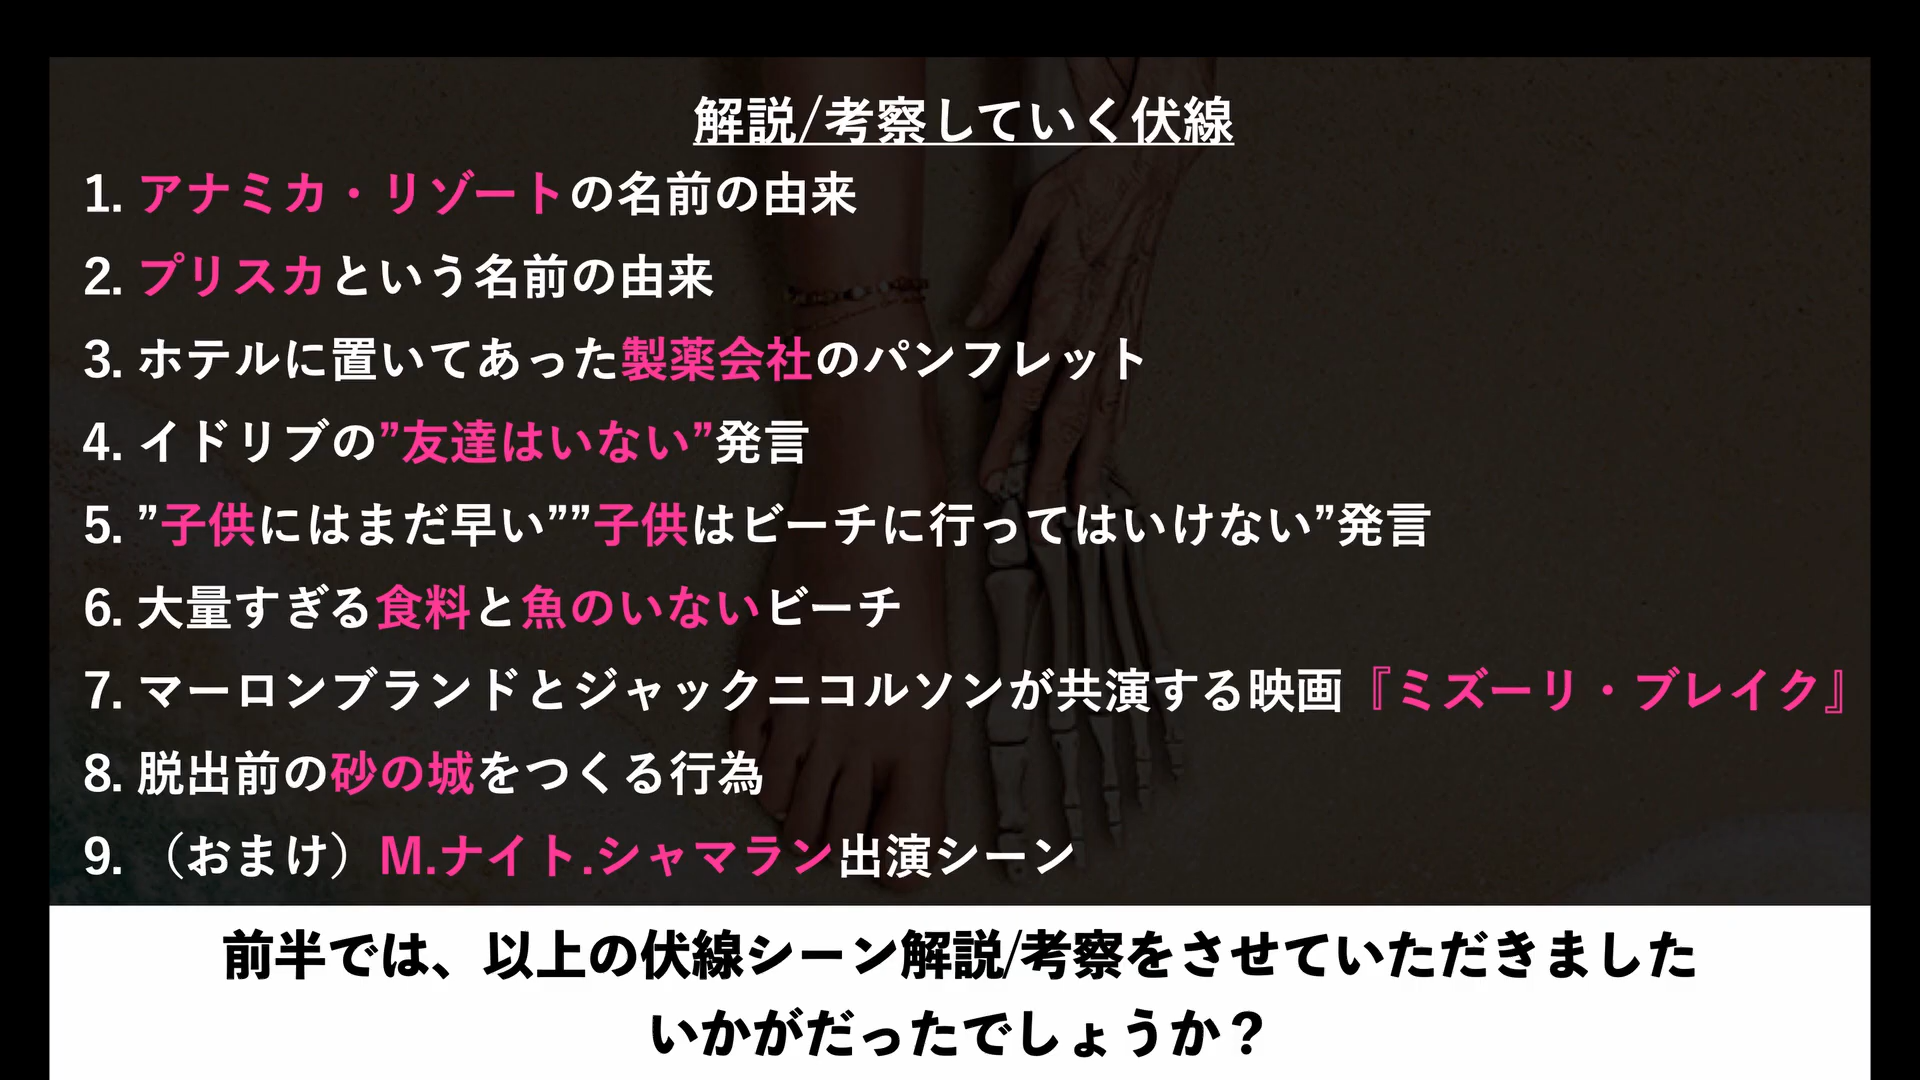 解説/考察していく伏線
1. アナミカ・リゾートの名前の由来
2. プリスカという名前の由来
3. ホテルに置いてあった製薬会社のパンフレット
4. イドリブの”友達はいない”発言
5. ”子供にはまだ早い””子供はビーチに行ってはいけない”発言
6. 大量すぎる食料と魚のいないビーチ
7. マーロンブランドとジャックニコルソンが共演する映画『ミズーリ・ブレイク』
8. 脱出前の砂の城をつくる行為
9. （おまけ）M.ナイト.シャマラン出演シーン
前半では、以上の伏線シーン解説/考察をさせていただきました
いかがだったでしょうか？